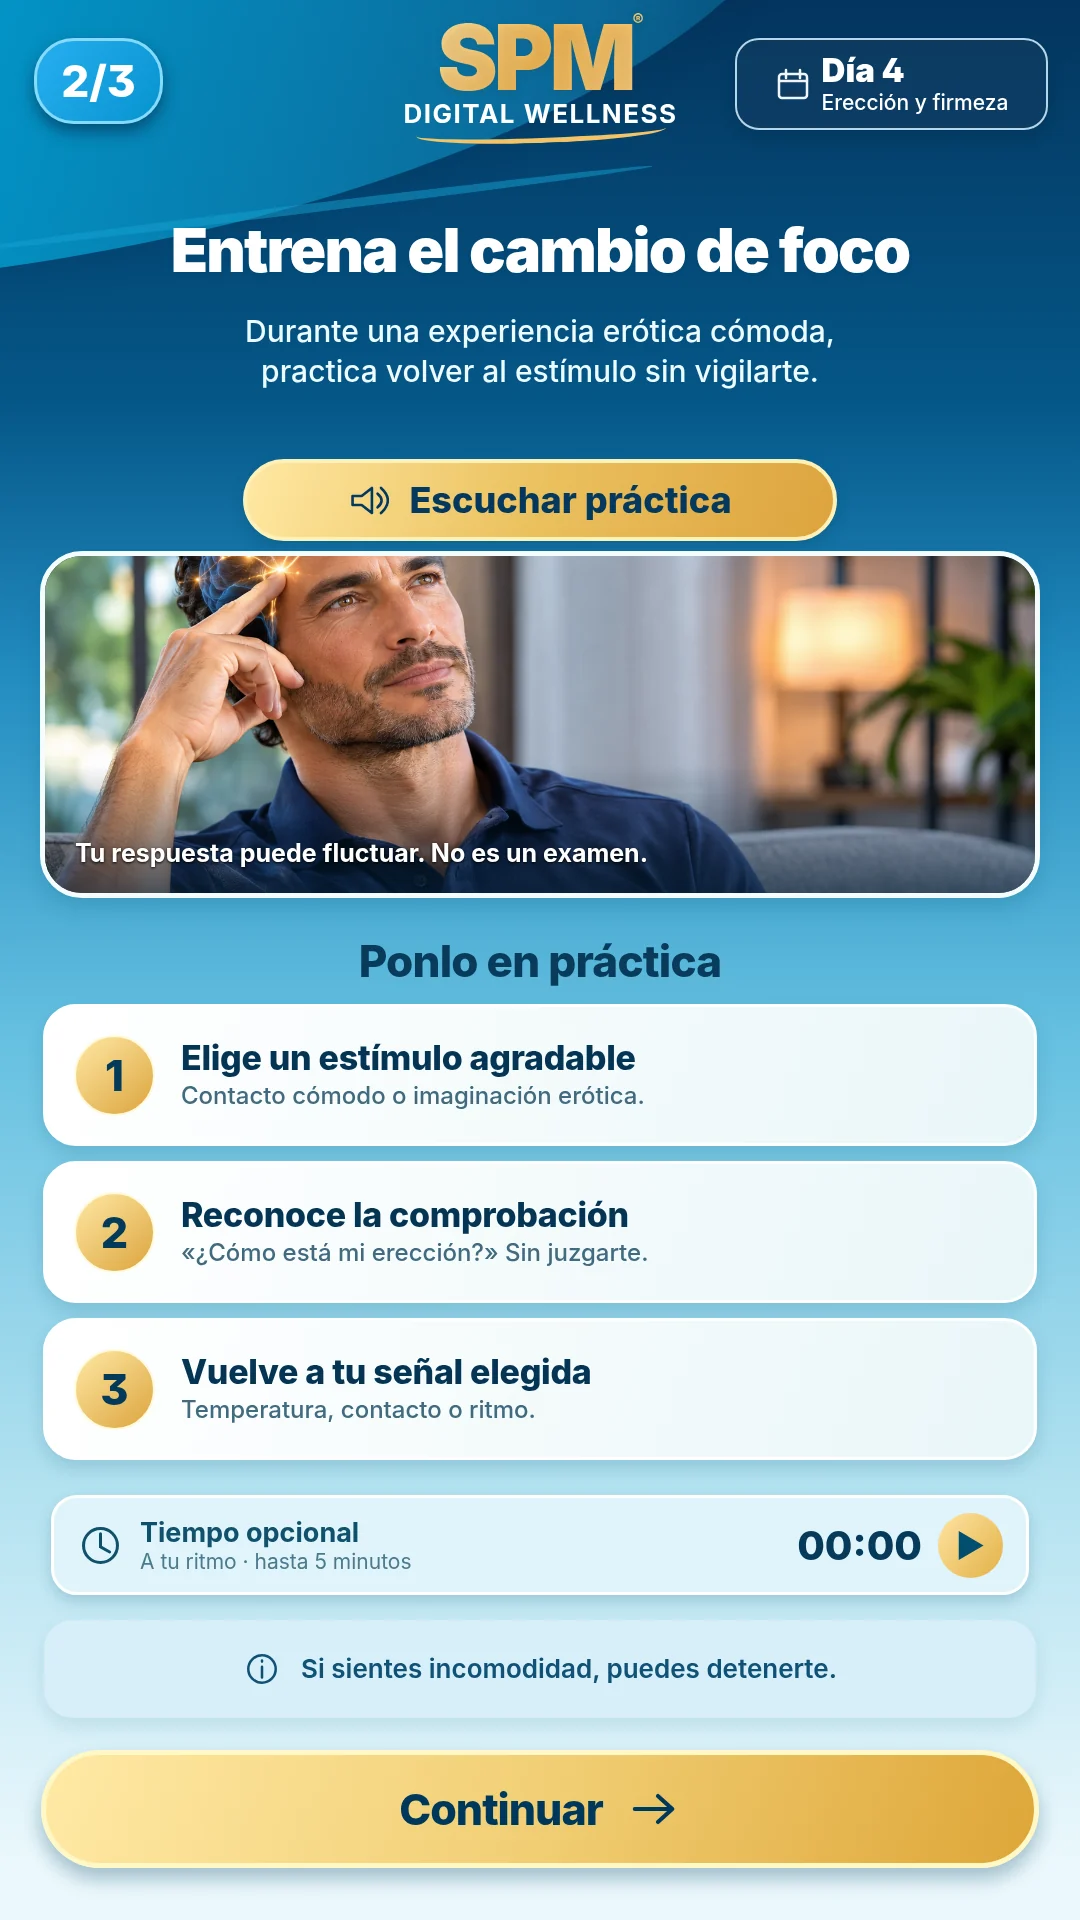 2/3
SPM®
DIGITAL WELLNESS
Día 4
Erección y firmeza
Entrena el cambio de foco
Durante una experiencia erótica cómoda,
practica volver al estímulo sin vigilarte.
Escuchar práctica
Tu respuesta puede fluctuar. No es un examen.
Ponlo en práctica
1
Elige un estímulo agradable
Contacto cómodo o imaginación erótica.
2
Reconoce la comprobación
«¿Cómo está mi erección?» Sin juzgarte.
3
Vuelve a tu señal elegida
Temperatura, contacto o ritmo.
Tiempo opcional
A tu ritmo · hasta 5 minutos
00:00
Si sientes incomodidad, puedes detenerte.
Continuar →